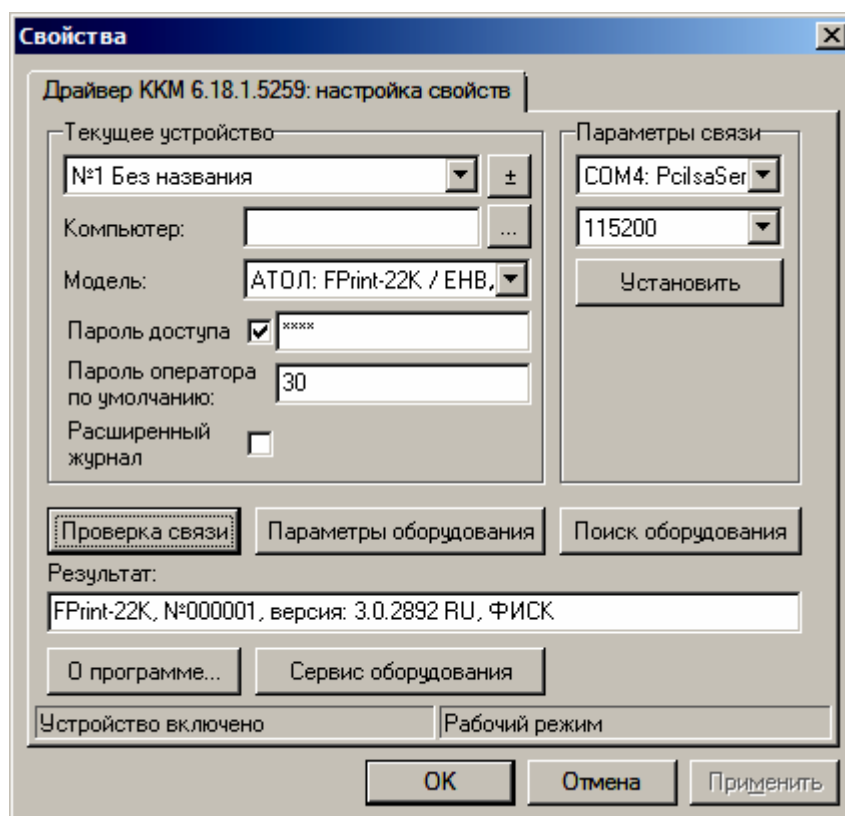 Свойства
Драйвер ККМ 6.18.1.5259: настройка свойств
Текущее устройство
Параметры связи
№1 Без названия
±
COM4: PciIsaSer
Компьютер:
...
115200
Модель:
АТОЛ: FPrint-22K / ЕНВ,
Установить
Пароль доступа
****
Пароль оператора
по умолчанию:
30
Расширенный
журнал
Проверка связи
Параметры оборудования
Поиск оборудования
Результат:
FPrint-22K, №000001, версия: 3.0.2892 RU, ФИСК
О программе...
Сервис оборудования
Устройство включено
Рабочий режим
OK
Отмена
Применить